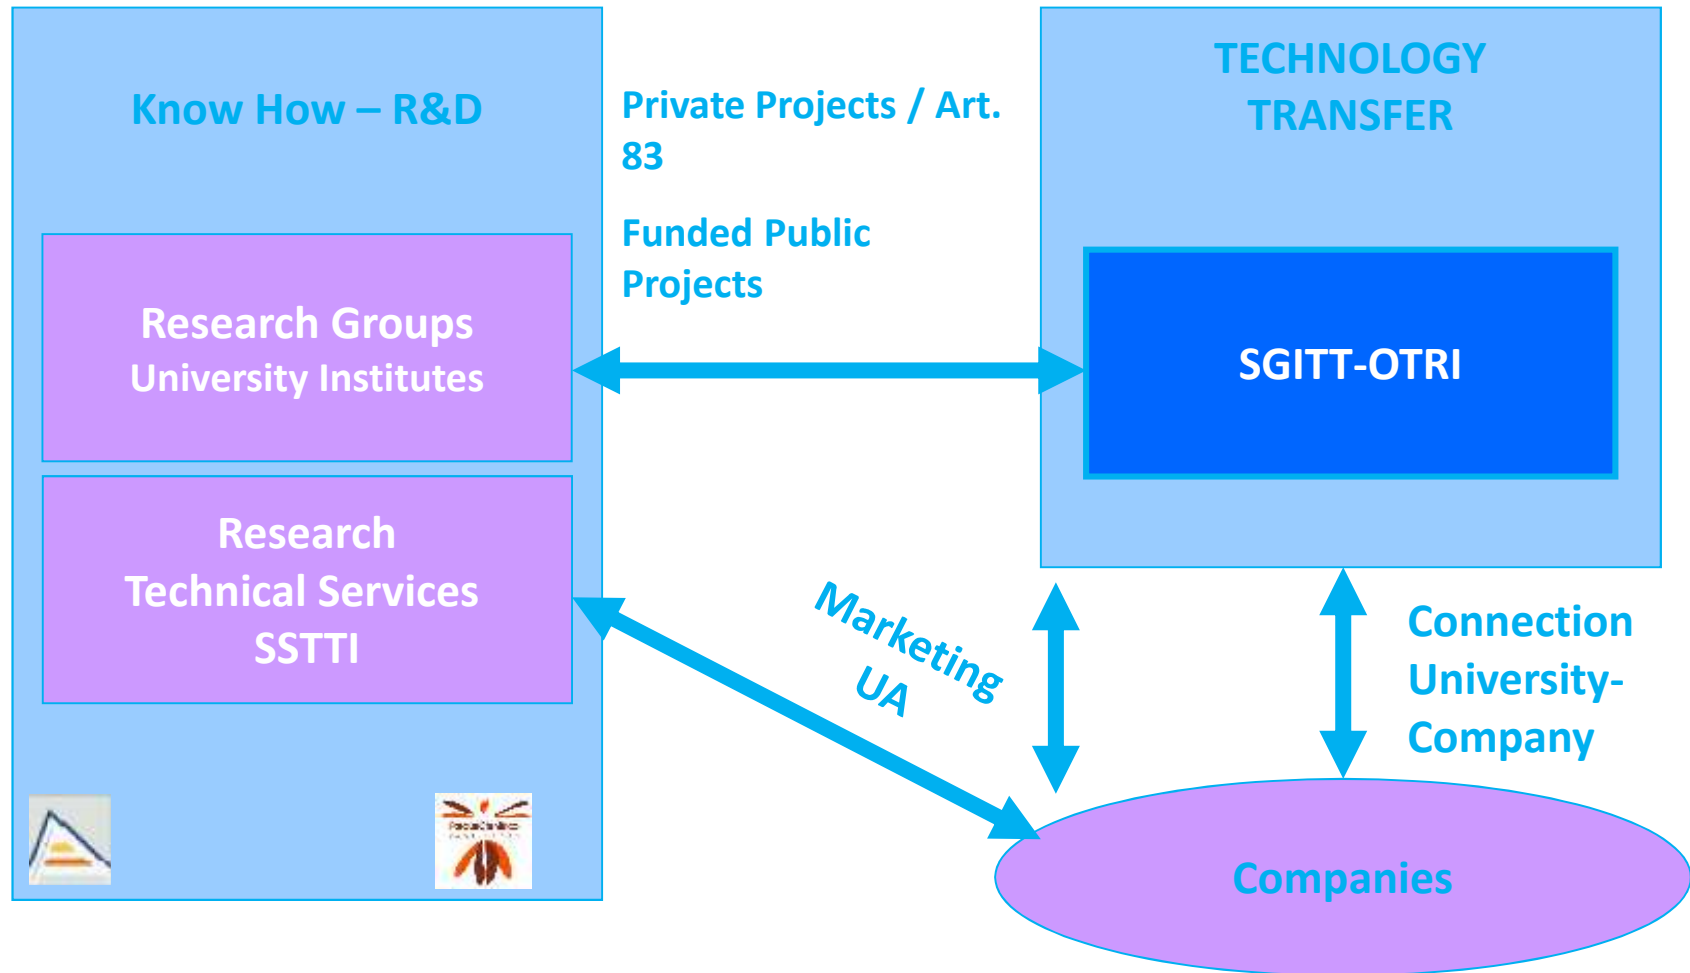 Know How – R&D
Research Groups
University Institutes
Research
Technical Services
SSTTI
Private Projects / Art.
83
Funded Public
Projects
TECHNOLOGY
TRANSFER
SGITT-OTRI
Marketing
UA
Connection
University-
Company
Companies